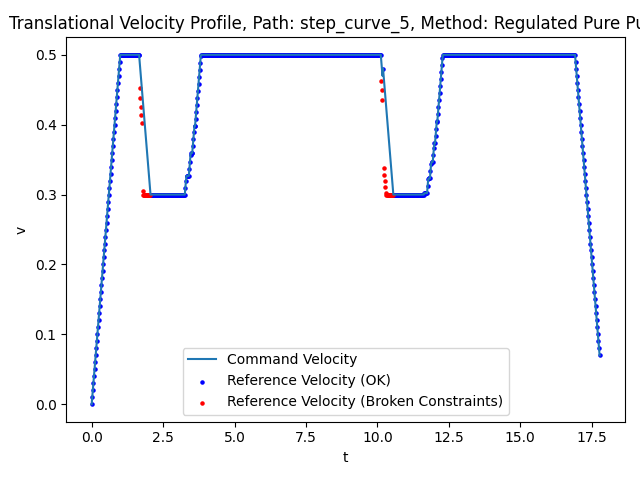 Translational Velocity Profile, Path: step_curve_5, Method: Regulated Pure
0.5
0.4
0.3
0.2
0.1
0.0
v
Command Velocity
Reference Velocity (OK)
Reference Velocity (Broken Constraints)
0.0 2.5 5.0 7.5 10.0 12.5 15.0 17.5
t